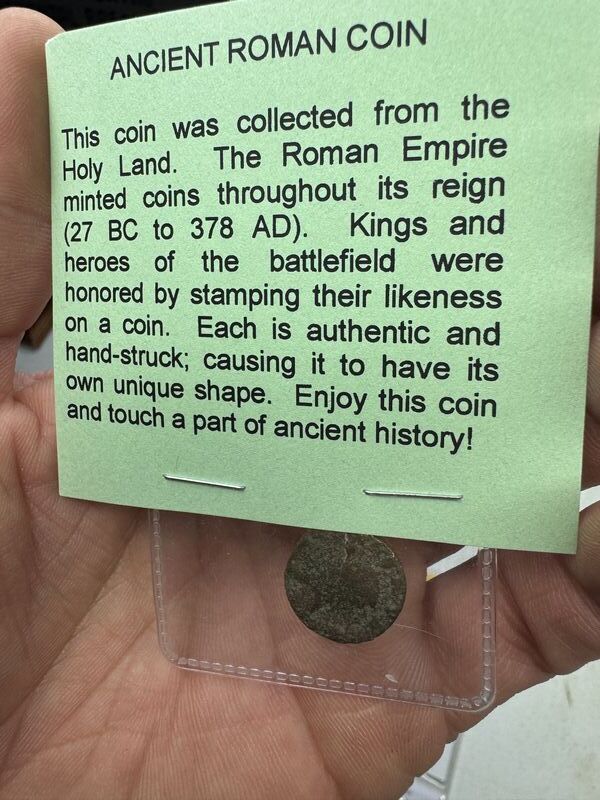 ANCIENT ROMAN COIN
This coin was collected from the
Holy Land. The Roman Empire
minted coins throughout its reign
(27 BC to 378 AD). Kings and
heroes of the battlefield were
honored by stamping their likeness
on a coin. Each is authentic and
hand-struck; causing it to have its
own unique shape. Enjoy this coin
and touch a part of ancient history!